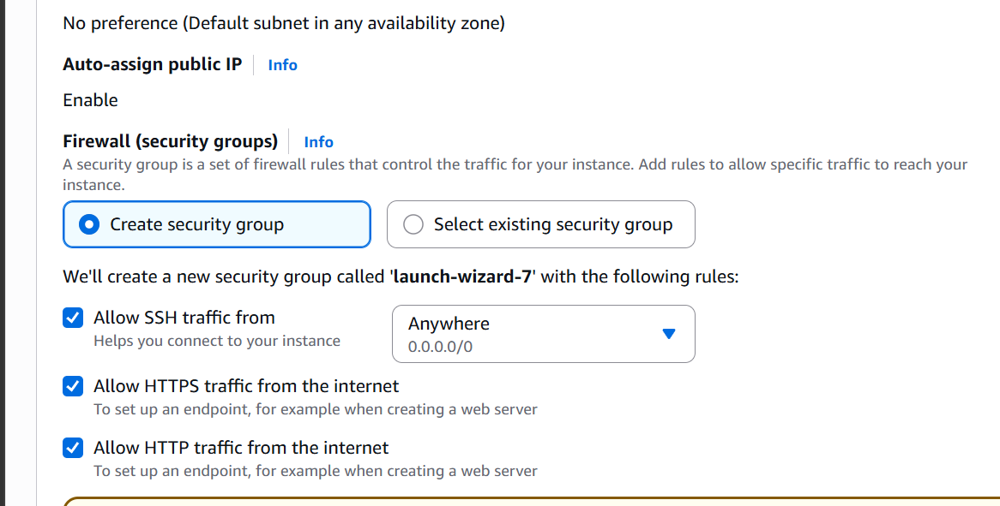 No preference (Default subnet in any availability zone)
Auto-assign public IP Info
Enable
Firewall (security groups) Info
A security group is a set of firewall rules that control the traffic for your instance. Add rules to allow specific traffic to reach your
instance.
Create security group Select existing security group
We'll create a new security group called 'launch-wizard-7' with the following rules:
Allow SSH traffic from
Helps you connect to your instance
Anywhere
0.0.0.0/0
Allow HTTPS traffic from the internet
To set up an endpoint, for example when creating a web server
Allow HTTP traffic from the internet
To set up an endpoint, for example when creating a web server